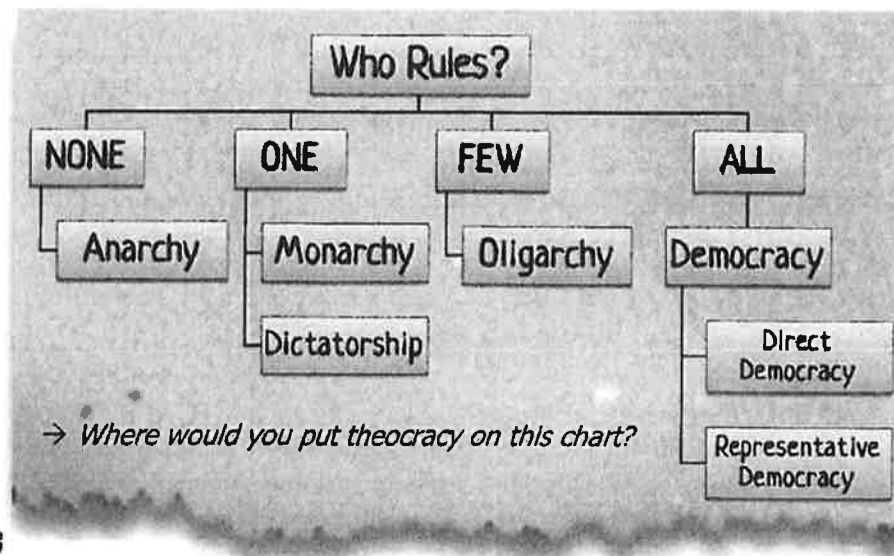 Who Rules?
NONE
ONE
FEW
ALL
Anarchy
Monarchy
Oligarchy
Democracy
Dictatorship
Direct
Democracy
→ Where would you put theocracy on this chart?
Representative
Democracy